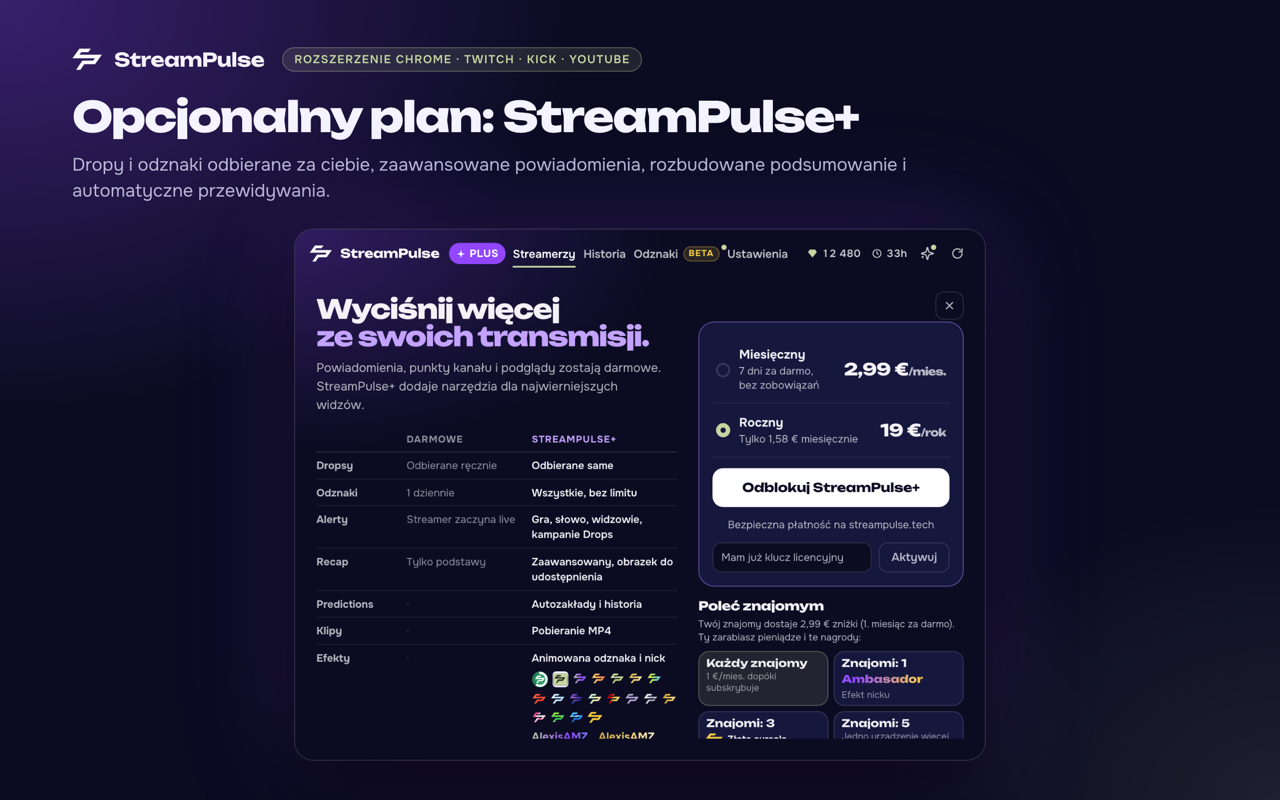 StreamPulse
ROZSZERZENIE CHROME · TWITCH · KICK · YOUTUBE
Opcjonalny plan: StreamPulse+
Dropy i odznaki odbierane za ciebie, zaawansowane powiadomienia, rozbudowane podsumowanie i
automatyczne przewidywania.
StreamPulse
PLUS
Streamerzy
Historia
Odznaki BETA
Ustawienia
12 480
33h
Wyciśnij więcej
ze swoich transmisji.
Powiadomienia, punkty kanału i podglądy zostają darmowe.
StreamPulse+ dodaje narzędzia dla najwierniejszych
widzów.
DARMOWE STREAMPULSE+
Dropsy Odbierane ręcznie Odbierane same
Odznaki 1 dziennie Wszystkie, bez limitu
Alerty Streamer zaczyna live Gra, słowo, widzowie,
kampanie Drops
Recap Tylko podstawy Zaawansowany, obrazek do
udostępnienia
Predictions · Autozakłady i historia
Klipy · Pobieranie MP4
Efekty · Animowana odznaka i nick
AlexisAMZ AlexisAMZ
Miesięczny
7 dni za darmo,
bez zobowiązań
2,99 €/mies.
Roczny
Tylko 1,58 € miesięcznie
19 €/rok
Odblokuj StreamPulse+
Bezpieczna płatność na streampulse.tech
Mam już klucz licencyjny
Aktywuj
Poleć znajomym
Twój znajomy dostaje 2,99 € zniżki (1. miesiąc za darmo).
Ty zarabiasz pieniądze i te nagrody:
Każdy znajomy
1 €/mies. dopóki
subskrybuje
Znajomi: 1
Ambasador
Efekt nicku
Znajomi: 3
Znajomi: 5
Jedno urządzenie więcej